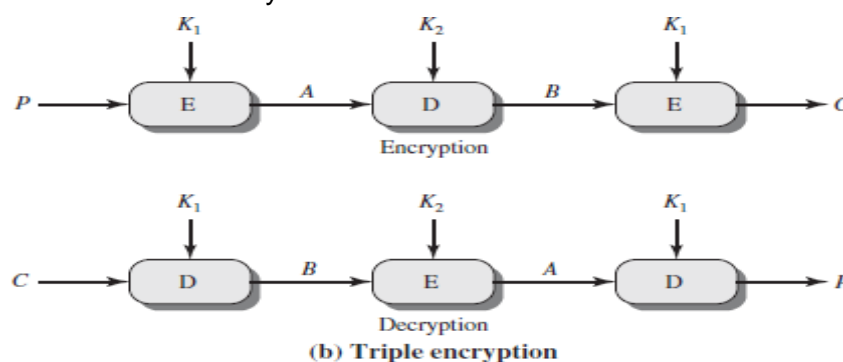 K₁ K₂ K₁
P E A D B E C
Encryption
K₁ K₂ K₁
C D B E A D P
Decryption
(b) Triple encryption